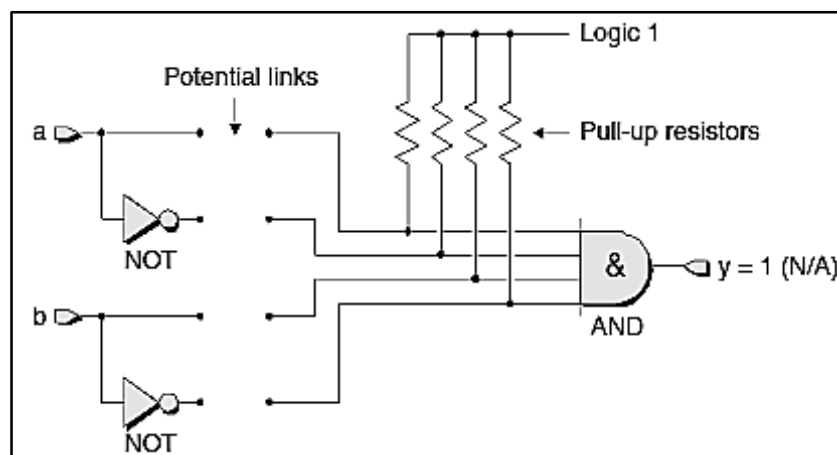 Logic 1
Potential links
a
Pull-up resistors
NOT
&
y = 1 (N/A)
b
AND
NOT